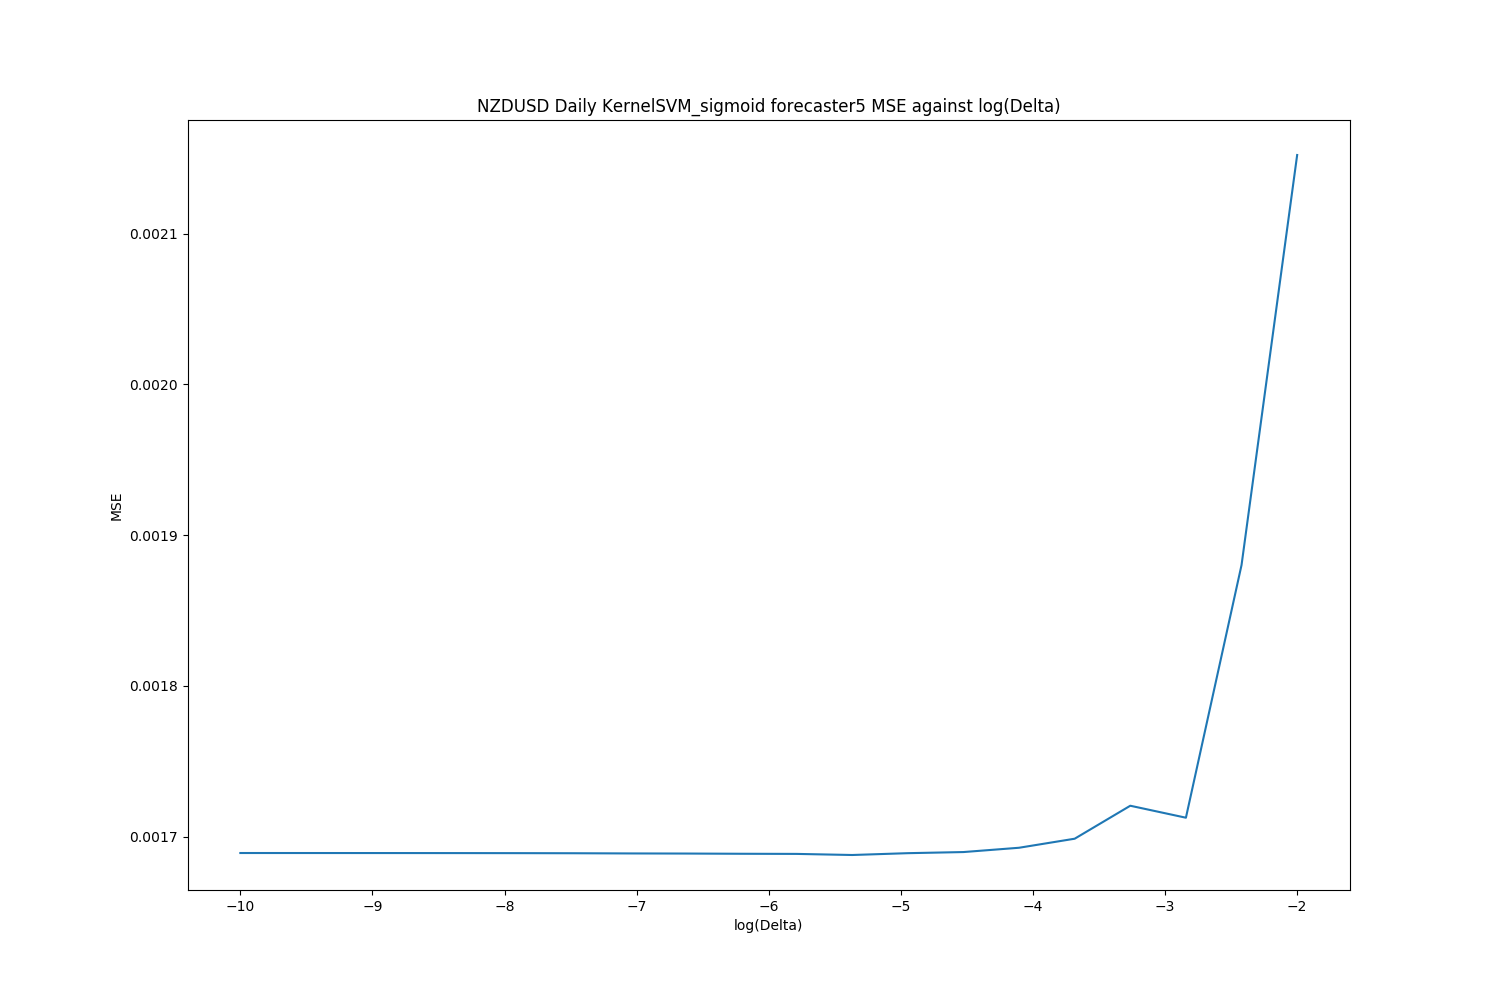 NZDUSD Daily KernelSVM_sigmoid forecaster5 MSE against log(Delta)
0.0021
0.0020
0.0019
0.0018
0.0017
MSE
−10 −9 −8 −7 −6 −5 −4 −3 −2
log(Delta)